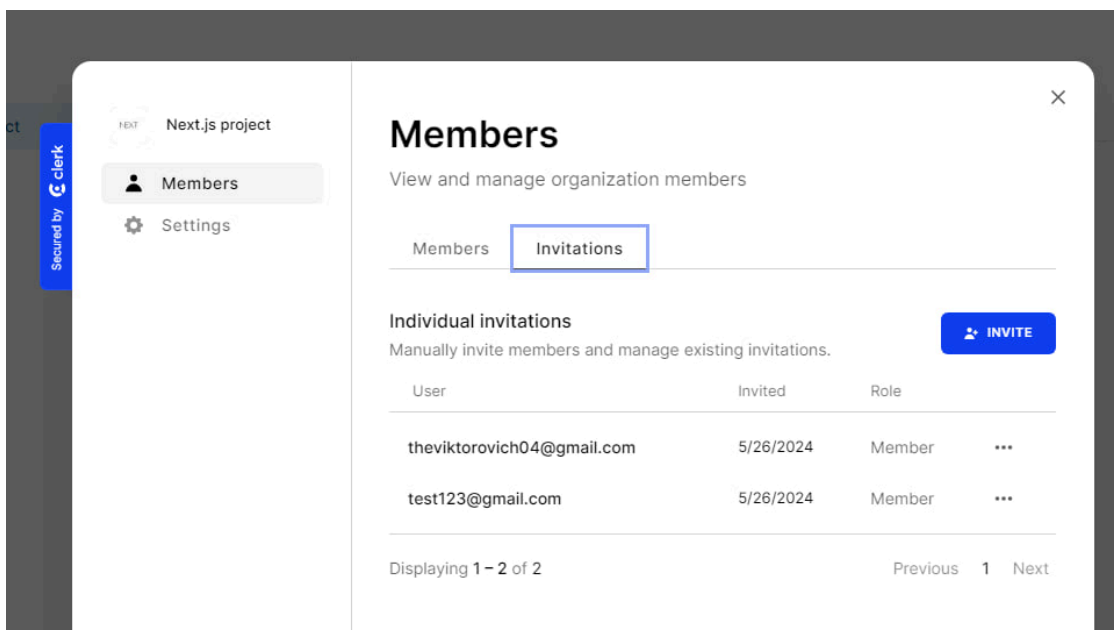 ct
Secured by clerk
NEXT
Next.js project
Members
Settings
Members
View and manage organization members
Members Invitations
Individual invitations
Manually invite members and manage existing invitations.
INVITE
User Invited Role
theviktorovich04@gmail.com 5/26/2024 Member
test123@gmail.com 5/26/2024 Member
Displaying 1 – 2 of 2
Previous 1 Next